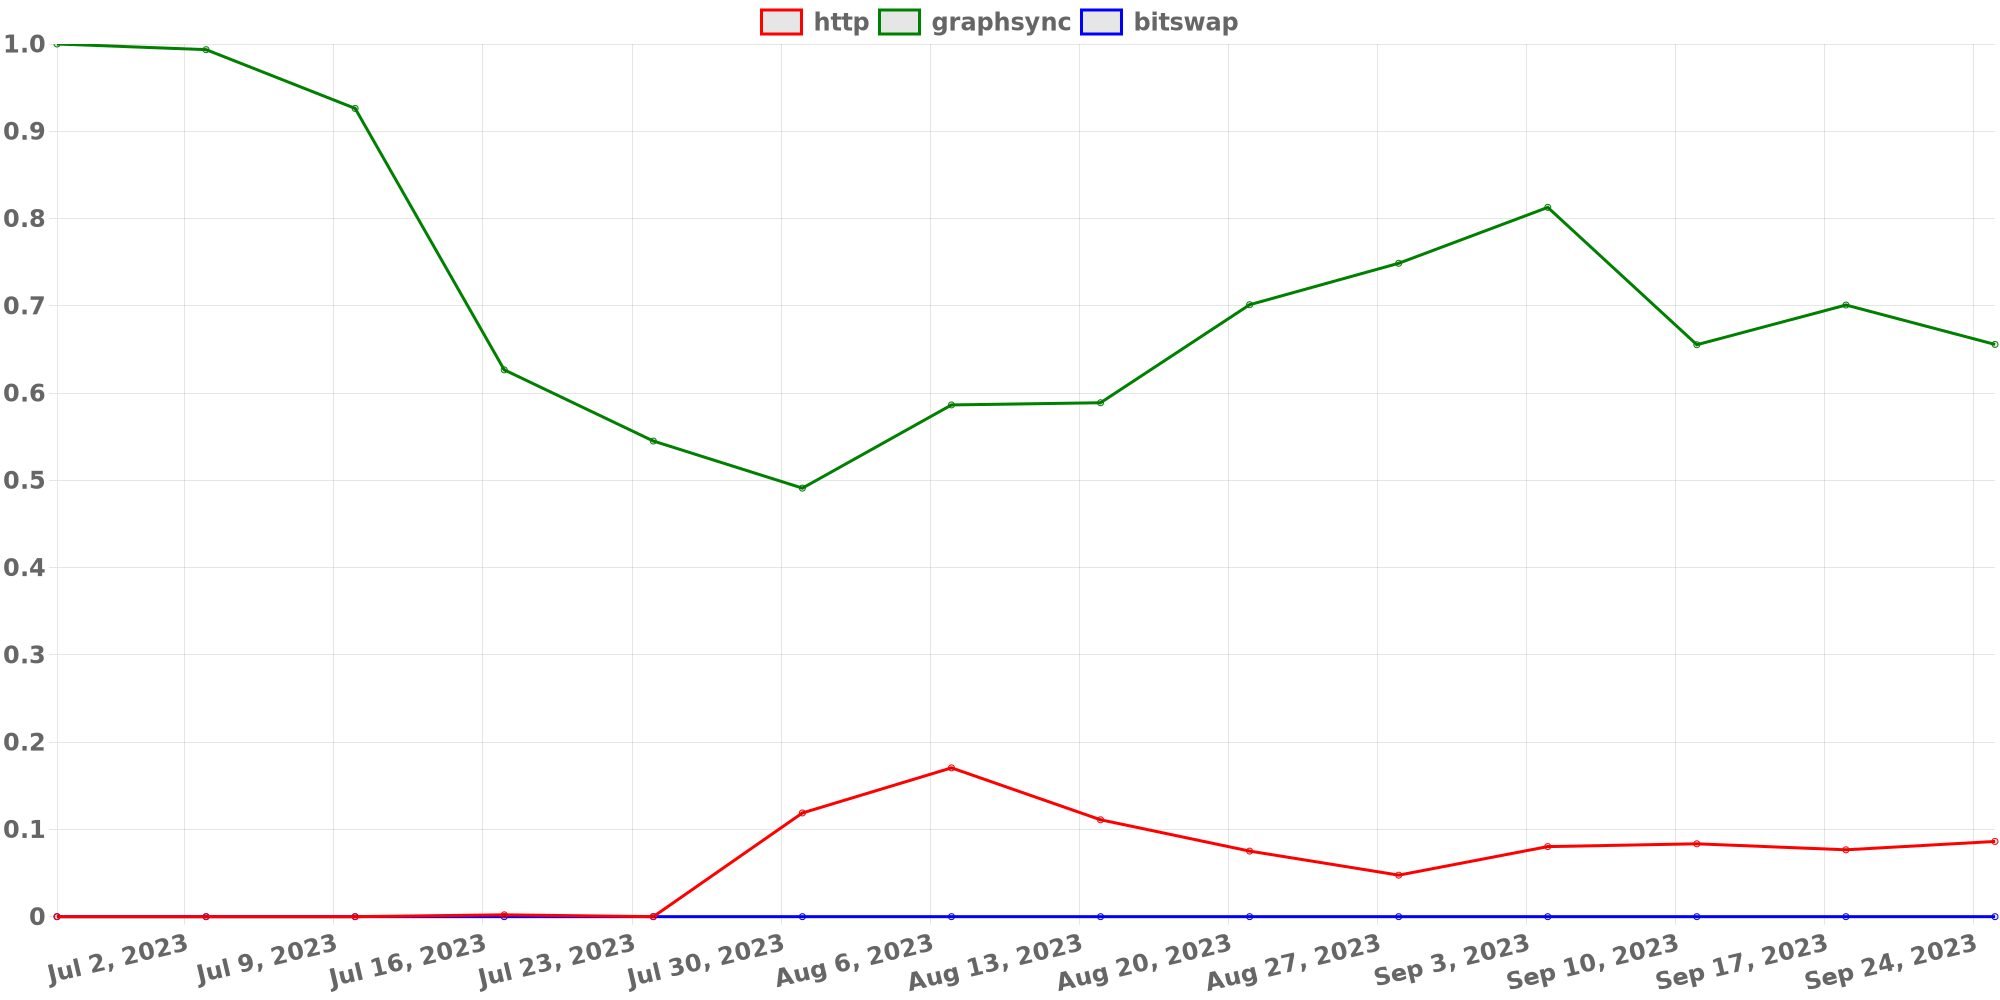 http graphsync bitswap
1.0
0.9
0.8
0.7
0.6
0.5
0.4
0.3
0.2
0.1
0
Jul 2, 2023
Jul 9, 2023
Jul 16, 2023
Jul 23, 2023
Jul 30, 2023
Aug 6, 2023
Aug 13, 2023
Aug 20, 2023
Aug 27, 2023
Sep 3, 2023
Sep 10, 2023
Sep 17, 2023
Sep 24, 2023